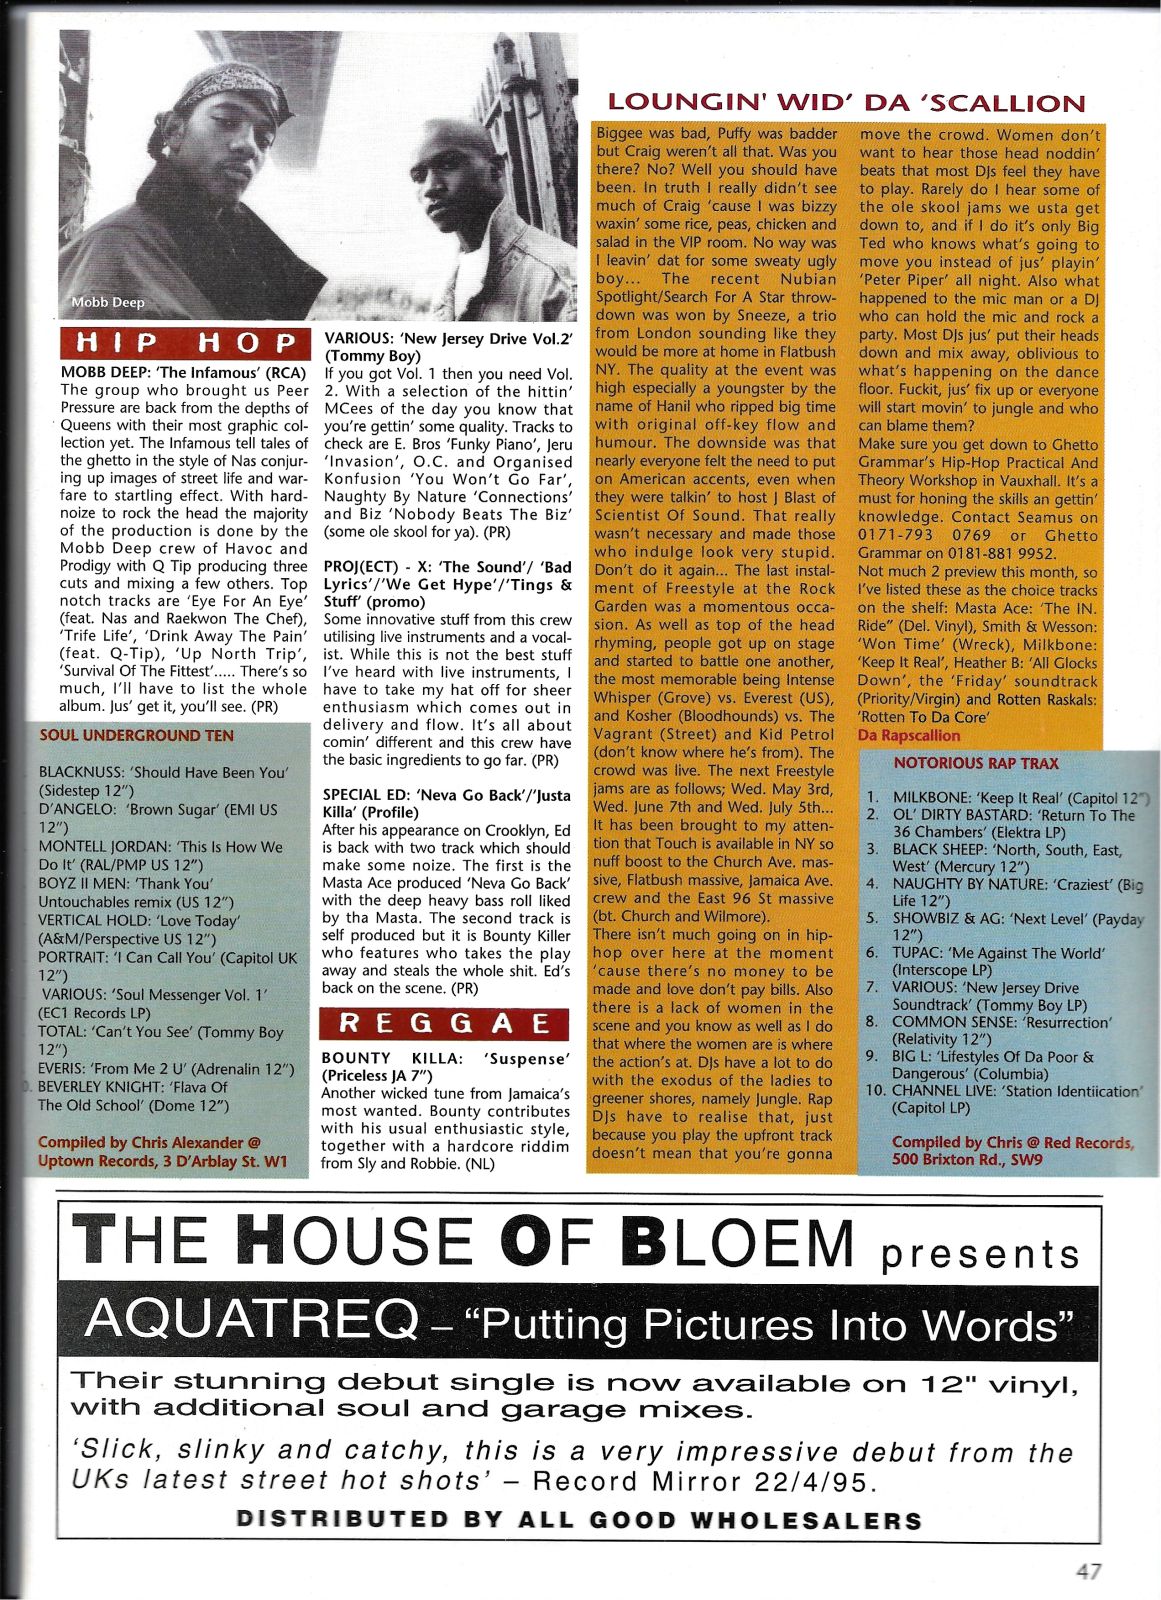 Mobb Deep
HIP HOP
MOBB DEEP: ‘The Infamous’ (RCA)
The group who brought us Peer
Pressure are back from the depths of
Queens with their most graphic col-
lection yet. The Infamous tell tales of
the ghetto in the style of Nas conjur-
ing up images of street life and war-
fare to startling effect. With hard-
noize to rock the head the majority
of the production is done by the
Mobb Deep crew of Havoc and
Prodigy with Q Tip producing three
cuts and mixing a few others. Top
notch tracks are ‘Eye For An Eye’
(feat. Nas and Raekwon The Chef),
‘Trife Life’, ‘Drink Away The Pain’
(feat. Q-Tip), ‘Up North Trip’,
‘Survival Of The Fittest’..... There’s so
much, I’ll have to list the whole
album. Jus’ get it, you’ll see. (PR)
SOUL UNDERGROUND TEN
BLACKNUSS: ‘Should Have Been You’
(Sidestep 12”)
D’ANGELO: ‘Brown Sugar’ (EMI US
12”)
MONTELL JORDAN: ‘This Is How We
Do It’ (RAL/PMP US 12”)
BOYZ II MEN: ‘Thank You’
Untouchables remix (US 12”)
VERTICAL HOLD: ‘Love Today’
(A&M/Perspective US 12”)
PORTRAIT: ‘I Can Call You’ (Capitol UK
12”)
VARIOUS: ‘Soul Messenger Vol. 1’
(EC1 Records LP)
TOTAL: ‘Can’t You See’ (Tommy Boy
12”)
EVERIS: ‘From Me 2 U’ (Adrenalin 12”)
BEVERLEY KNIGHT: ‘Flava Of
The Old School’ (Dome 12”)
Compiled by Chris Alexander @
Uptown Records, 3 D’Arblay St. W1
VARIOUS: ‘New Jersey Drive Vol.2’
(Tommy Boy)
If you got Vol. 1 then you need Vol.
2. With a selection of the hittin’
MCees of the day you know that
you’re gettin’ some quality. Tracks to
check are E. Bros ‘Funky Piano’, Jeru
‘Invasion’, O.C. and Organised
Konfusion ‘You Won’t Go Far’,
Naughty By Nature ‘Connections’
and Biz ‘Nobody Beats The Biz’
(some ole skool for ya). (PR)
PROJ(ECT) - X: ‘The Sound’/ ‘Bad
Lyrics’/‘We Get Hype’/‘Tings &
Stuff’ (promo)
Some innovative stuff from this crew
utilising live instruments and a vocal-
ist. While this is not the best stuff
I’ve heard with live instruments, I
have to take my hat off for sheer
enthusiasm which comes out in
delivery and flow. It’s all about
comin’ different and this crew have
the basic ingredients to go far. (PR)
SPECIAL ED: ‘Neva Go Back’/‘Justa
Killa’ (Profile)
After his appearance on Crooklyn, Ed
is back with two track which should
make some noize. The first is the
Masta Ace produced ‘Neva Go Back’
with the deep heavy bass roll liked
by tha Masta. The second track is
self produced but it is Bounty Killer
who features who takes the play
away and steals the whole shit. Ed’s
back on the scene. (PR)
REGGAE
BOUNTY KILLA: ‘Suspense’
(Priceless JA 7”)
Another wicked tune from Jamaica’s
most wanted. Bounty contributes
with his usual enthusiastic style,
together with a hardcore riddim
from Sly and Robbie. (NL)
LOUNGIN' WID’ DA ‘SCALLION
Biggee was bad, Puffy was badder
but Craig weren’t all that. Was you
there? No? Well you should have
been. In truth I really didn’t see
much of Craig ‘cause I was bizzy
waxin’ some rice, peas, chicken and
salad in the VIP room. No way was
I leavin’ dat for some sweaty ugly
boy... The recent Nubian
Spotlight/Search For A Star throw-
down was won by Sneeze, a trio
from London sounding like they
would be more at home in Flatbush
NY. The quality at the event was
high especially a youngster by the
name of Hanil who ripped big time
with original off-key flow and
humour. The downside was that
nearly everyone felt the need to put
on American accents, even when
they were talkin’ to host J Blast of
Scientist Of Sound. That really
wasn’t necessary and made those
who indulge look very stupid.
Don’t do it again... The last instal-
ment of Freestyle at the Rock
Garden was a momentous occa-
sion. As well as top of the head
rhyming, people got up on stage
and started to battle one another,
the most memorable being Intense
Whisper (Grove) vs. Everest (US),
and Kosher (Bloodhounds) vs. The
Vagrant (Street) and Kid Petrol
(don’t know where he’s from). The
crowd was live. The next Freestyle
jams are as follows; Wed. May 3rd,
Wed. June 7th and Wed. July 5th...
It has been brought to my atten-
tion that Touch is available in NY so
nuff boost to the Church Ave. mas-
sive, Flatbush massive, Jamaica Ave.
crew and the East 96 St massive
(bt. Church and Wilmore).
There isn’t much going on in hip-
hop over here at the moment
‘cause there’s no money to be
made and love don’t pay bills. Also
there is a lack of women in the
scene and you know as well as I do
that where the women are is where
the action’s at. DJs have a lot to do
with the exodus of the ladies to
greener shores, namely Jungle. Rap
DJs have to realise that, just
because you play the upfront track
doesn’t mean that you’re gonna
move the crowd. Women don’t
want to hear those head noddin’
beats that most DJs feel they have
to play. Rarely do I hear some of
the ole skool jams we usta get
down to, and if I do it’s only Big
Ted who knows what’s going to
move you instead of jus’ playin’
‘Peter Piper’ all night. Also what
happened to the mic man or a DJ
who can hold the mic and rock a
party. Most DJs jus’ put their heads
down and mix away, oblivious to
what’s happening on the dance
floor. Fuckit, jus’ fix up or everyone
will start movin’ to jungle and who
can blame them?
Make sure you get down to Ghetto
Grammar’s Hip-Hop Practical And
Theory Workshop in Vauxhall. It’s a
must for honing the skills an gettin’
knowledge. Contact Seamus on
0171-793 0769 or Ghetto
Grammar on 0181-881 9952.
Not much 2 preview this month, so
I’ve listed these as the choice tracks
on the shelf: Masta Ace: ‘The IN.
Ride” (Del. Vinyl), Smith & Wesson:
‘Won Time’ (Wreck), Milkbone:
‘Keep It Real’, Heather B: ‘All Glocks
Down’, the ‘Friday’ soundtrack
(Priority/Virgin) and Rotten Raskals:
‘Rotten To Da Core’
Da Rapscallion
NOTORIOUS RAP TRAX
1. MILKBONE: ‘Keep It Real’ (Capitol 12”)
2. OL’ DIRTY BASTARD: ‘Return To The
36 Chambers’ (Elektra LP)
3. BLACK SHEEP: ‘North, South, East,
West’ (Mercury 12”)
4. NAUGHTY BY NATURE: ‘Craziest’ (Big
Life 12”)
5. SHOWBIZ & AG: ‘Next Level’ (Payday
12”)
6. TUPAC: ‘Me Against The World’
(Interscope LP)
7. VARIOUS: ‘New Jersey Drive
Soundtrack’ (Tommy Boy LP)
8. COMMON SENSE: ‘Resurrection’
(Relativity 12”)
9. BIG L: ‘Lifestyles Of Da Poor &
Dangerous’ (Columbia)
10. CHANNEL LIVE: ‘Station Identiication’
(Capitol LP)
Compiled by Chris @ Red Records,
500 Brixton Rd., SW9
THE HOUSE OF BLOEM presents
AQUATREQ – “Putting Pictures Into Words”
Their stunning debut single is now available on 12" vinyl,
with additional soul and garage mixes.
‘Slick, slinky and catchy, this is a very impressive debut from the
UKs latest street hot shots’ – Record Mirror 22/4/95.
DISTRIBUTED BY ALL GOOD WHOLESALERS
47